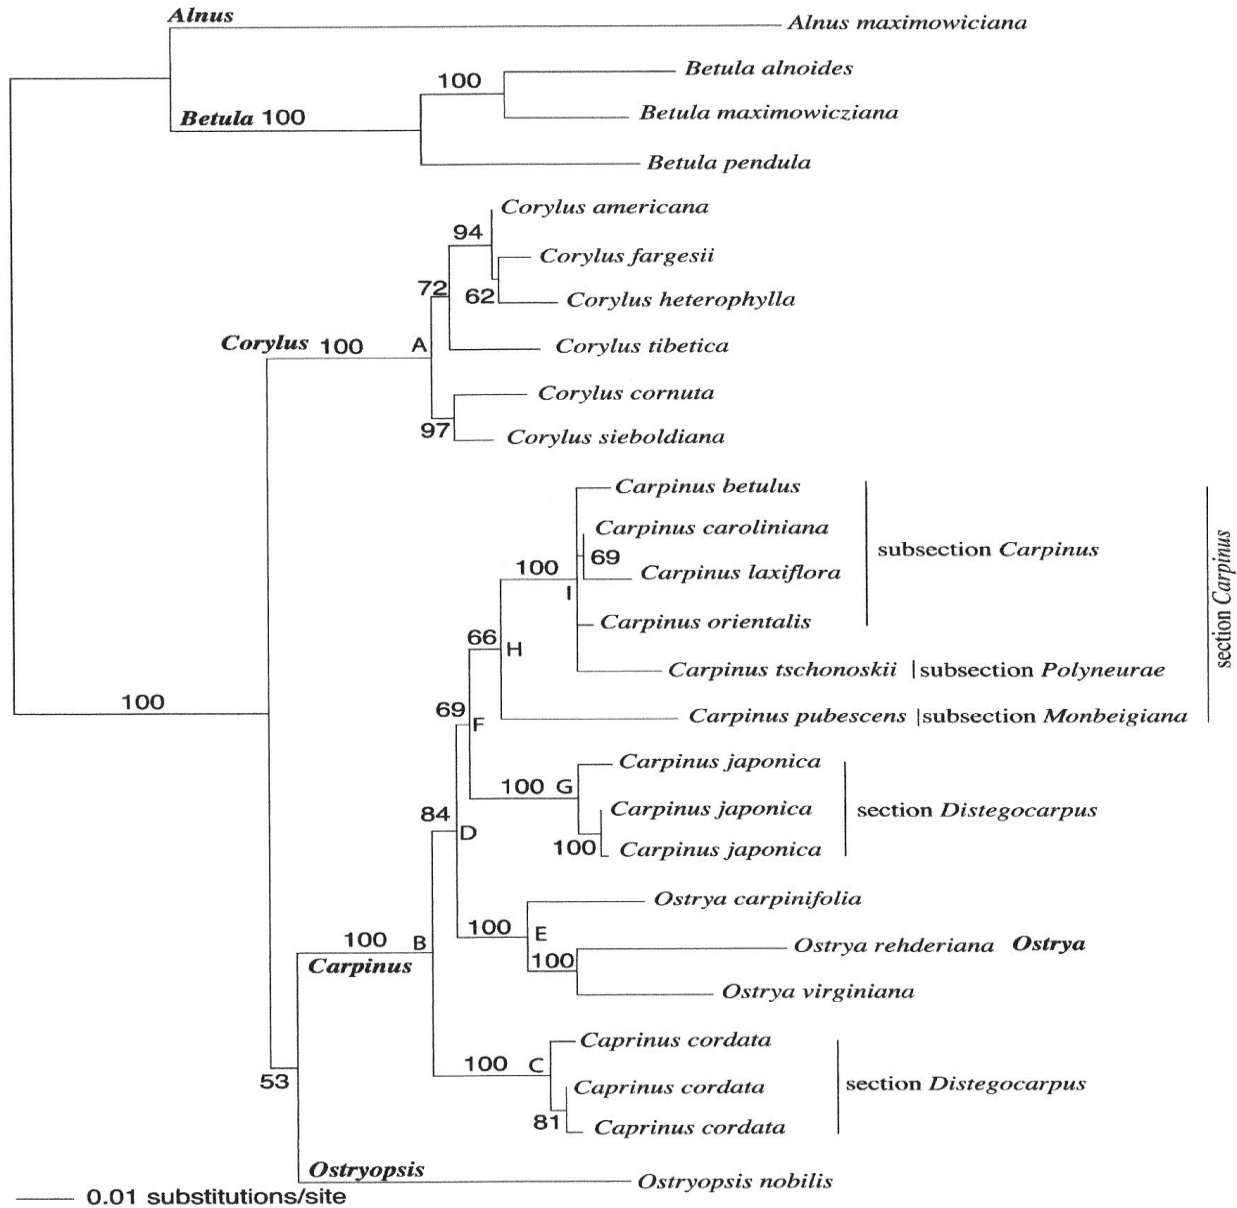 Alnus
Alnus maximowiciana
Betula alnoides
100
Betula 100
Betula maximowicziana
Betula pendula
Corylus americana
94
Corylus fargesii
72
62
Corylus heterophylla
Corylus 100 A
Corylus tibetica
Corylus cornuta
97
Corylus sieboldiana
Carpinus betulus
Carpinus caroliniana
69
subsection Carpinus
100
Carpinus laxiflora
I
Carpinus orientalis
section Carpinus
66
H
Carpinus tschonoskii |subsection Polyneurae
100
69
F
Carpinus pubescens |subsection Monbeigiana
Carpinus japonica
100 G
84
D
Carpinus japonica
section Distegocarpus
100
Carpinus japonica
Ostrya carpinifolia
100
E
100 B
Carpinus
Ostrya rehderiana Ostrya
100
Ostrya virginiana
Caprinus cordata
100 C
53
Caprinus cordata
section Distegocarpus
81
Caprinus cordata
Ostryopsis
Ostryopsis nobilis
0.01 substitutions/site